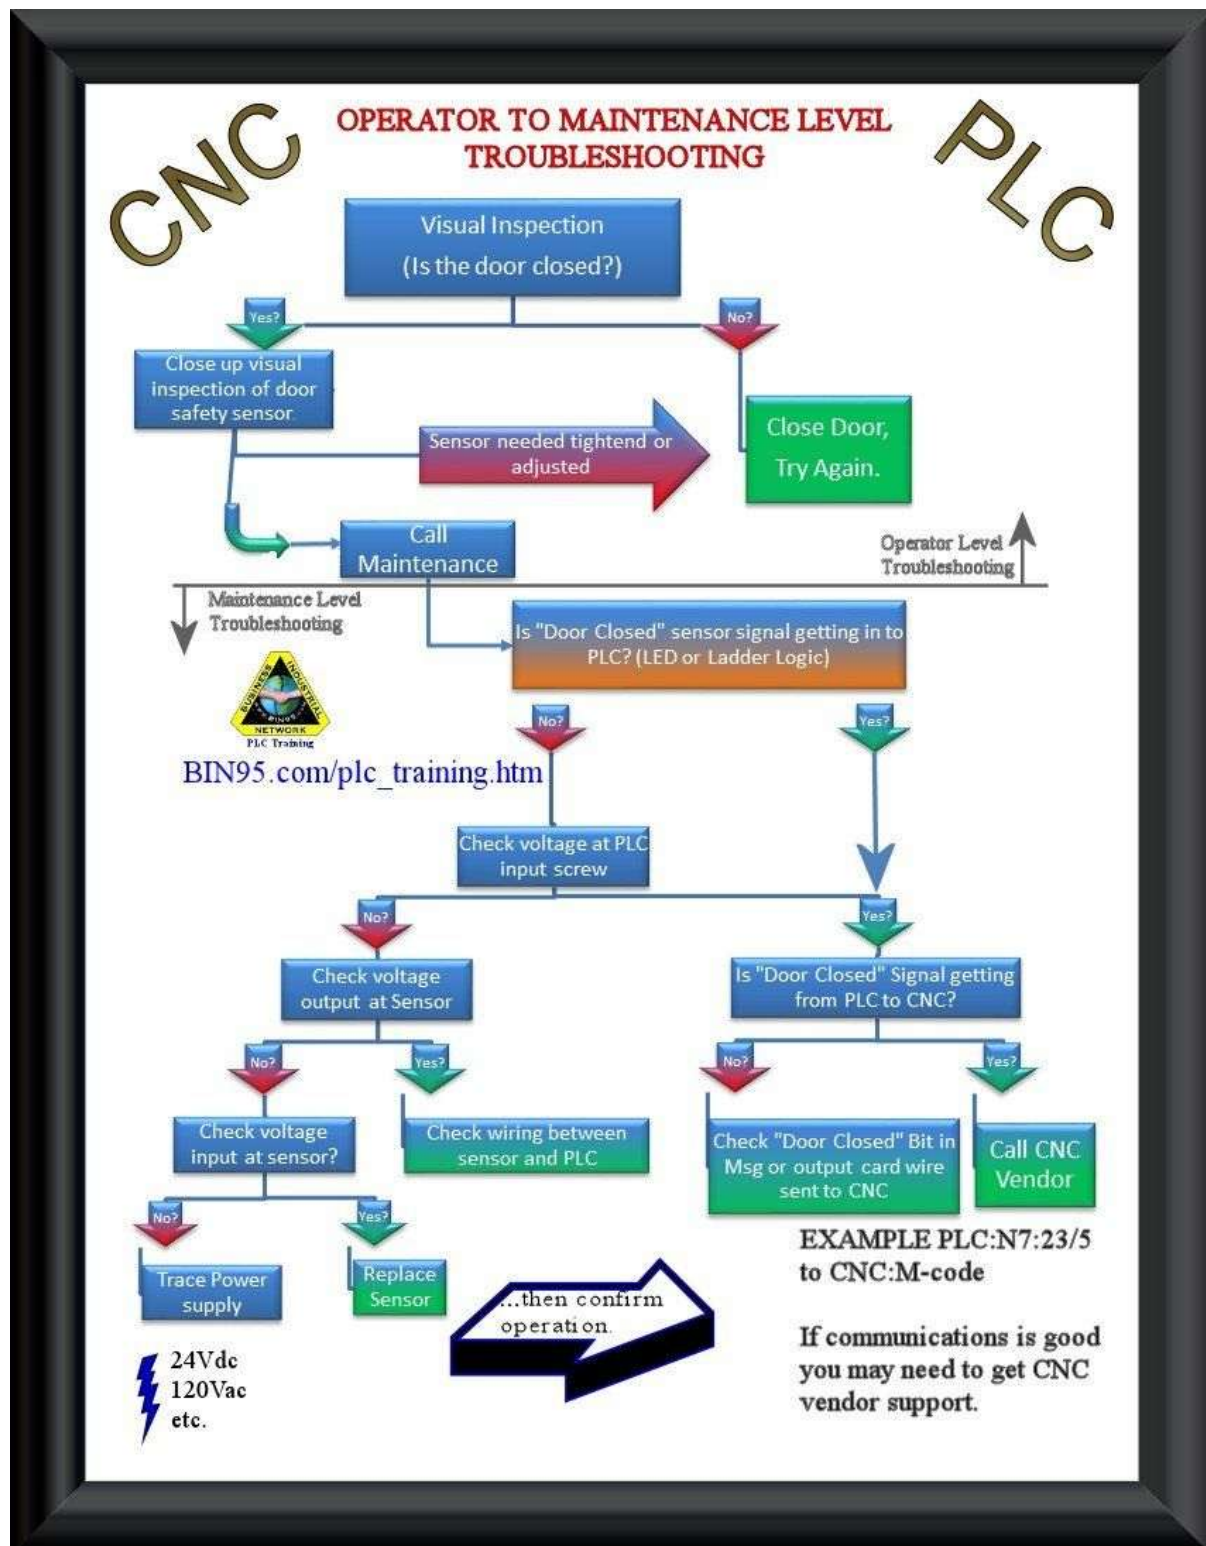 CNC
OPERATOR TO MAINTENANCE LEVEL
TROUBLESHOOTING
PLC
Visual Inspection
(Is the door closed?)
Yes?
No?
Close up visual
inspection of door
safety sensor
Sensor needed tightend or
adjusted
Close Door,
Try Again.
Call
Maintenance
Operator Level
Troubleshooting
Maintenance Level
Troubleshooting
Is "Door Closed" sensor signal getting in to
PLC? (LED or Ladder Logic)
BUSINESS
INDUSTRIAL
NETWORK
PLC Training
BIN95.com/plc_training.htm
No?
Yes?
Check voltage at PLC
input screw
No?
Yes?
Check voltage
output at Sensor
Is "Door Closed" Signal getting
from PLC to CNC?
No?
Yes?
No?
Yes?
Check voltage
input at sensor?
Check wiring between
sensor and PLC
Check "Door Closed" Bit in
Msg or output card wire
sent to CNC
Call CNC
Vendor
No?
Yes?
Trace Power
supply
Replace
Sensor
...then confirm
operation.
EXAMPLE PLC:N7:23/5
to CNC:M-code
If communications is good
you may need to get CNC
vendor support.
24Vdc
120Vac
etc.